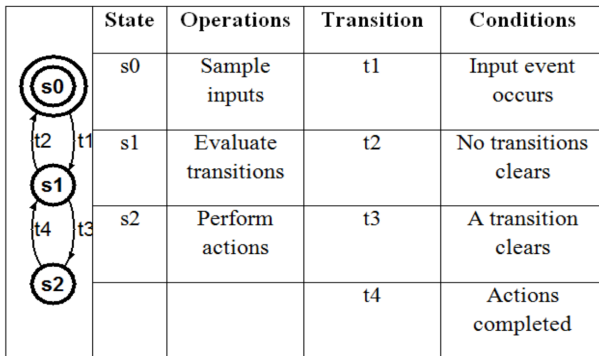 State Operations Transition Conditions
s0 Sample t1 Input event
inputs occurs
s1 Evaluate t2 No transitions
transitions clears
s2 Perform t3 A transition
actions clears
t4 Actions
completed
s0
t2 t1
s1
t4 t3
s2